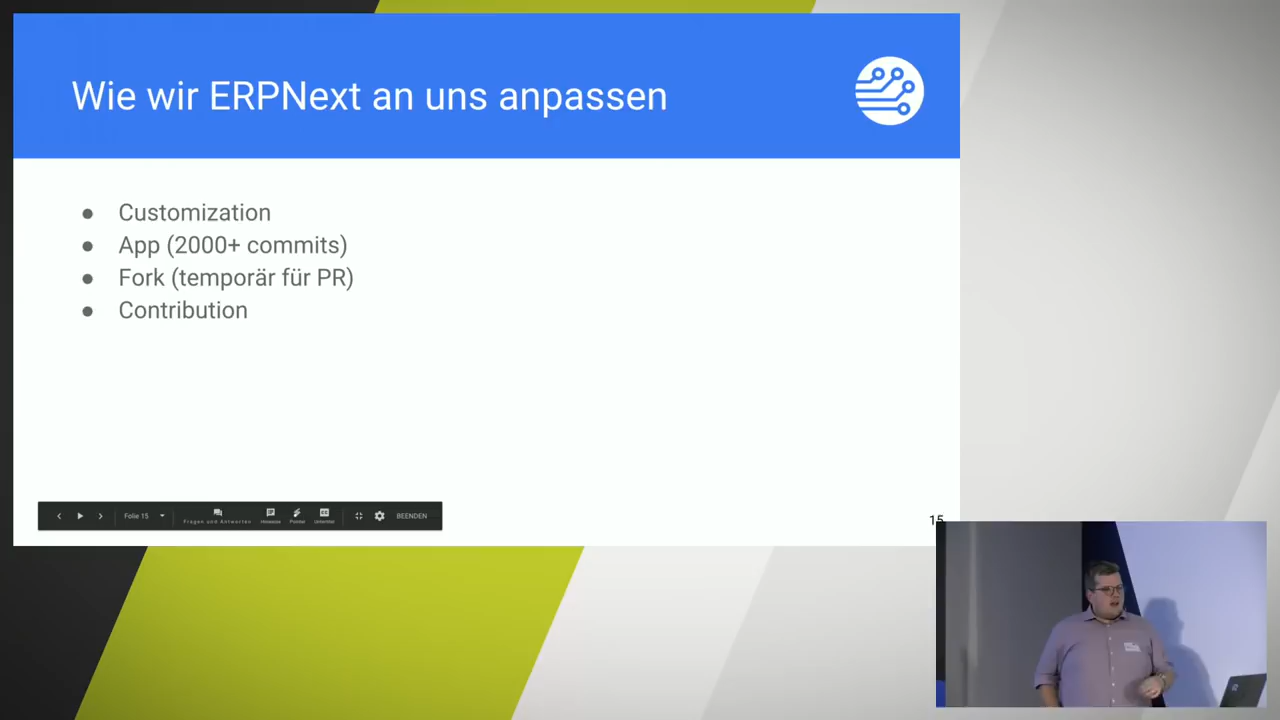 Wie wir ERPNext an uns anpassen
● Customization
● App (2000+ commits)
● Fork (temporär für PR)
● Contribution
Folie 15
Fragen und Antworten
Hinweise
Pointer
Untertitel
BEENDEN
15